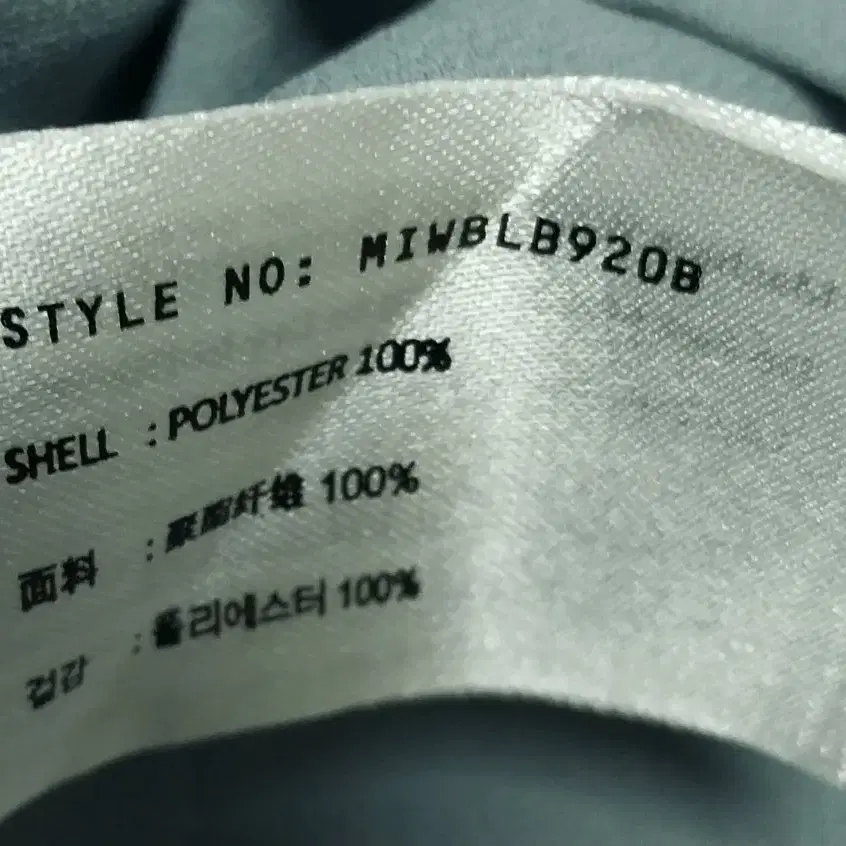 STYLE NO: MIWBLB920B
SHELL : POLYESTER 100%
面料 : 聚酯纤维 100%
겉감 : 폴리에스터 100%